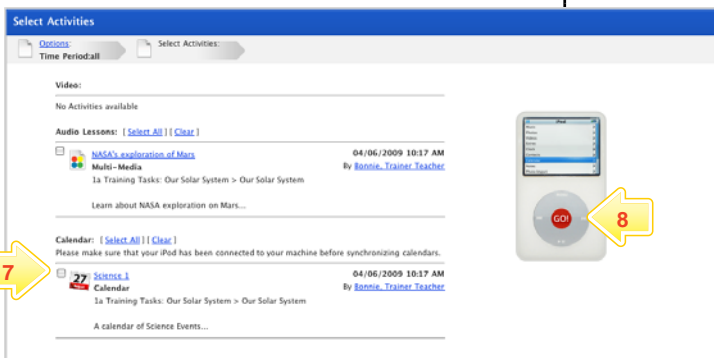 Select Activities
Options:
Time Period:all
Select Activities:
Video:
No Activities available
Audio Lessons: [ Select All ] [ Clear ]
NASA's exploration of Mars
04/06/2009 10:17 AM
Multi-Media
By Bonnie, Trainer Teacher
1a Training Tasks: Our Solar System > Our Solar System
Learn about NASA exploration on Mars...
GO!
8
Calendar: [ Select All ] [ Clear ]
Please make sure that your iPod has been connected to your machine before synchronizing calendars.
7
27
Science 1
04/06/2009 10:17 AM
Calendar
By Bonnie, Trainer Teacher
1a Training Tasks: Our Solar System > Our Solar System
A calendar of Science Events...